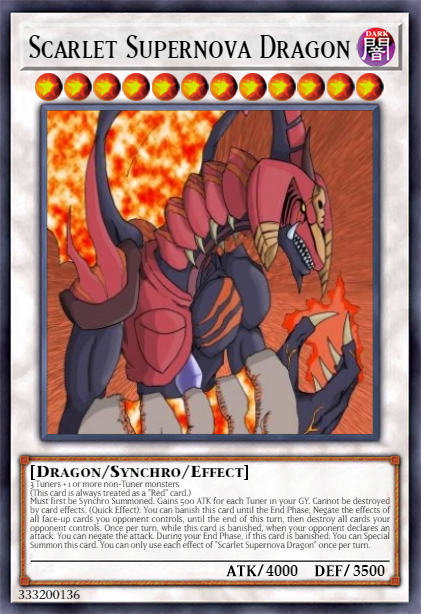 SCARLET SUPERNOVA DRAGON
DARK
闇
[DRAGON/SYNCHRO/EFFECT]
3 Tuners + 1 or more non-Tuner monsters
(This card is always treated as a "Red" card.)
Must first be Synchro Summoned. Gains 500 ATK for each Tuner in your GY. Cannot be destroyed
by card effects. (Quick Effect): You can banish this card until the End Phase; Negate the effects of
all face-up cards you opponent controls, until the end of this turn, then destroy all cards your
opponent controls. Once per turn, while this card is banished, when your opponent declares an
attack: You can negate the attack. During your End Phase, if this card is banished: You can Special
Summon this card. You can only use each effect of "Scarlet Supernova Dragon" once per turn.
ATK/4000 DEF/3500
333200136